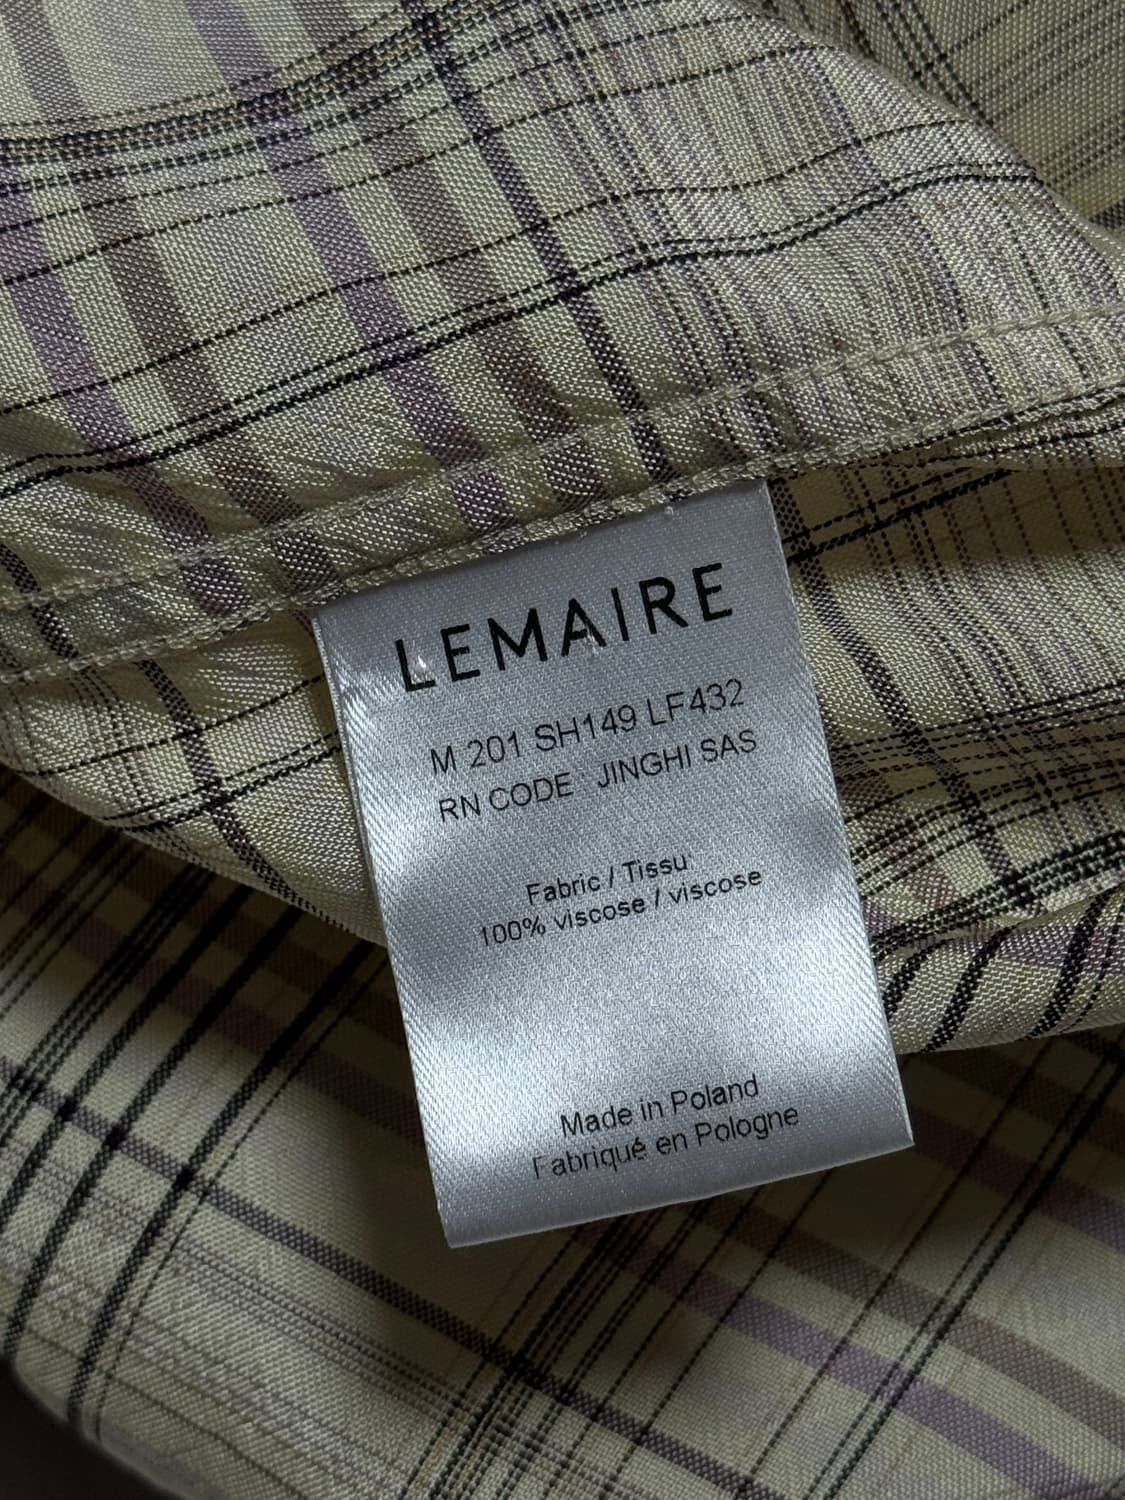 LEMAIRE
M 201 SH149 LF432
RN CODE : JINGHI SAS
Fabric / Tissu
100% viscose / viscose
Made in Poland
Fabriqué en Pologne